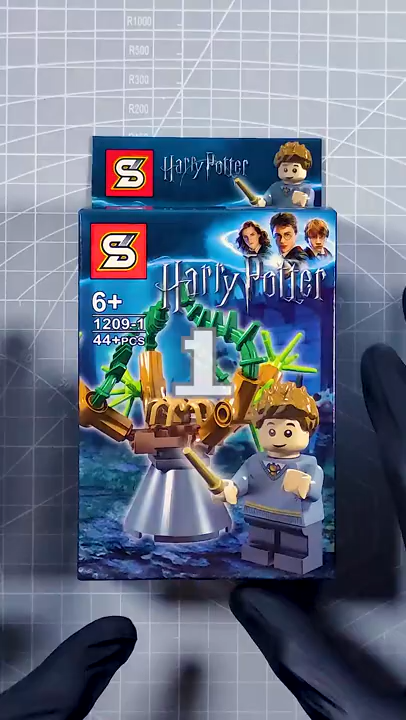 R1000
R500
R300
R200
S
Harry Potter
S
Harry Potter
6+
1209-1
44+PCS
1